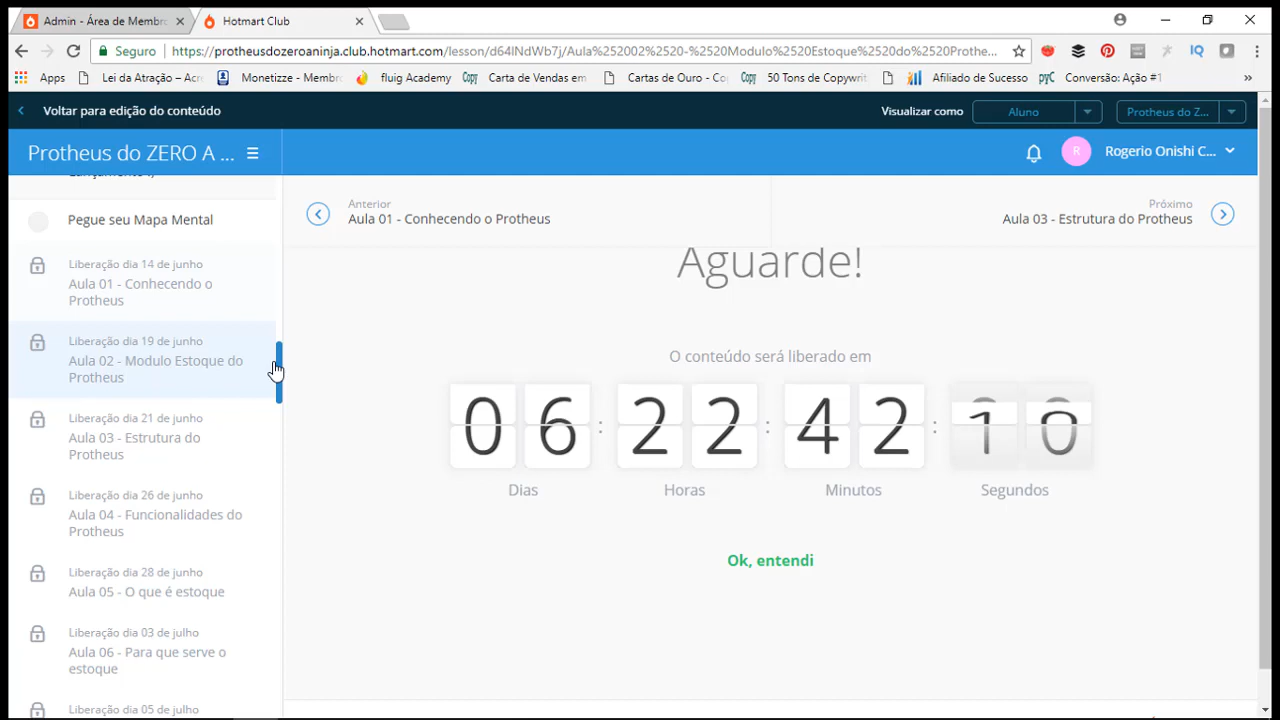 Admin - Área de Membro
Hotmart Club
Seguro
https://protheusdozeroaninja.club.hotmart.com/lesson/d64lNdWb7j/Aula%252002%2520-%2520Modulo%2520Estoque%2520do%2520Prothe...
IQ
Apps
Lei da Atração – Acr
Monetizze - Membr
fluig Academy
Copy
Carta de Vendas em
Cartas de Ouro - Co
Copy
50 Tons de Copywrit
Afiliado de Sucesso
pyC
Conversão: Ação #1
»
Voltar para edição do conteúdo
Visualizar como
Aluno
Protheus do Z...
Protheus do ZERO A ...
R
Rogerio Onishi C...
Pegue seu Mapa Mental
Liberação dia 14 de junho
Aula 01 - Conhecendo o
Protheus
Liberação dia 19 de junho
Aula 02 - Modulo Estoque do
Protheus
Liberação dia 21 de junho
Aula 03 - Estrutura do
Protheus
Liberação dia 26 de junho
Aula 04 - Funcionalidades do
Protheus
Liberação dia 28 de junho
Aula 05 - O que é estoque
Liberação dia 03 de julho
Aula 06 - Para que serve o
estoque
Liberação dia 05 de julho
Anterior
Aula 01 - Conhecendo o Protheus
Próximo
Aula 03 - Estrutura do Protheus
Aguarde!
O conteúdo será liberado em
06 : 22 : 42 : 10
Dias
Horas
Minutos
Segundos
Ok, entendi